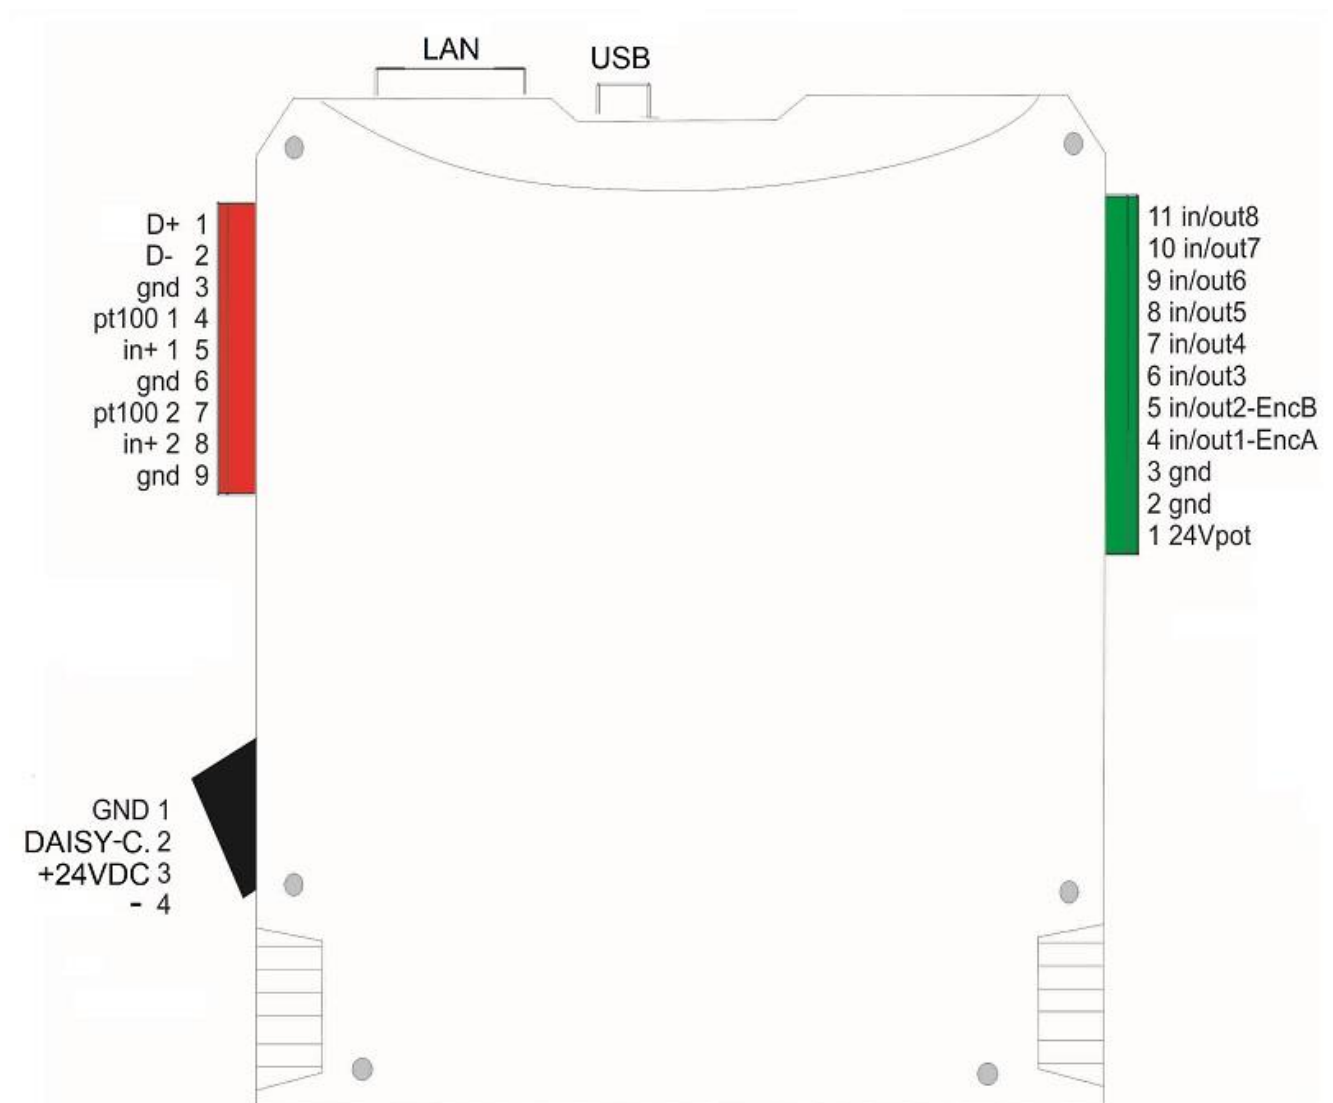 LAN
USB
D+ 1
D- 2
gnd 3
pt100 1 4
in+ 1 5
gnd 6
pt100 2 7
in+ 2 8
gnd 9
11 in/out8
10 in/out7
9 in/out6
8 in/out5
7 in/out4
6 in/out3
5 in/out2-EncB
4 in/out1-EncA
3 gnd
2 gnd
1 24Vpot
GND 1
DAISY-C. 2
+24VDC 3
- 4